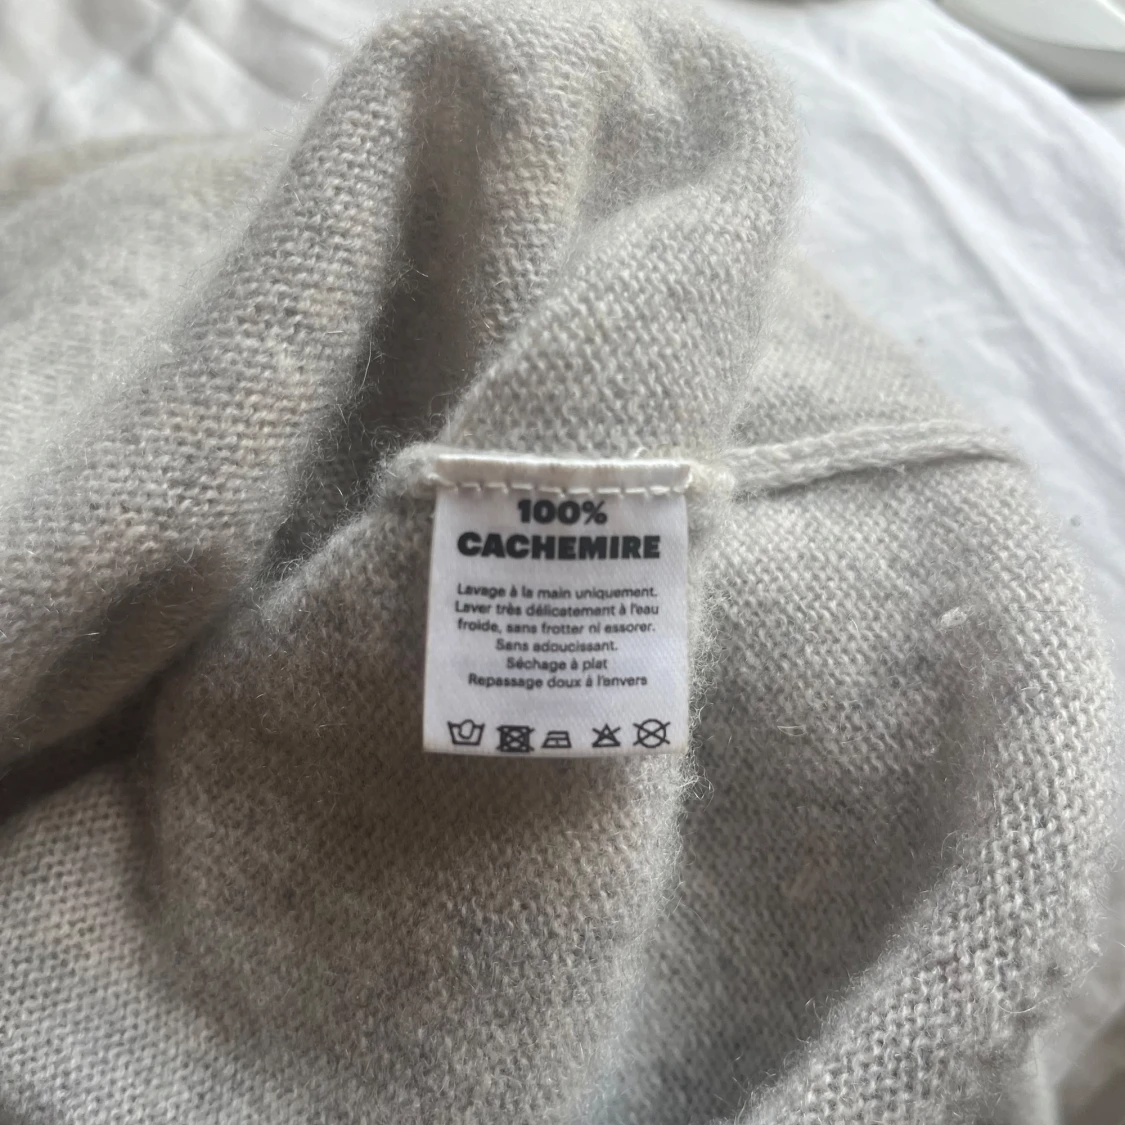 100%
CACHEMIRE
Lavage à la main uniquement.
Laver très délicatement à l'eau
froide, sans frotter ni essorer.
Sans adoucissant.
Séchage à plat
Repassage doux à l'envers